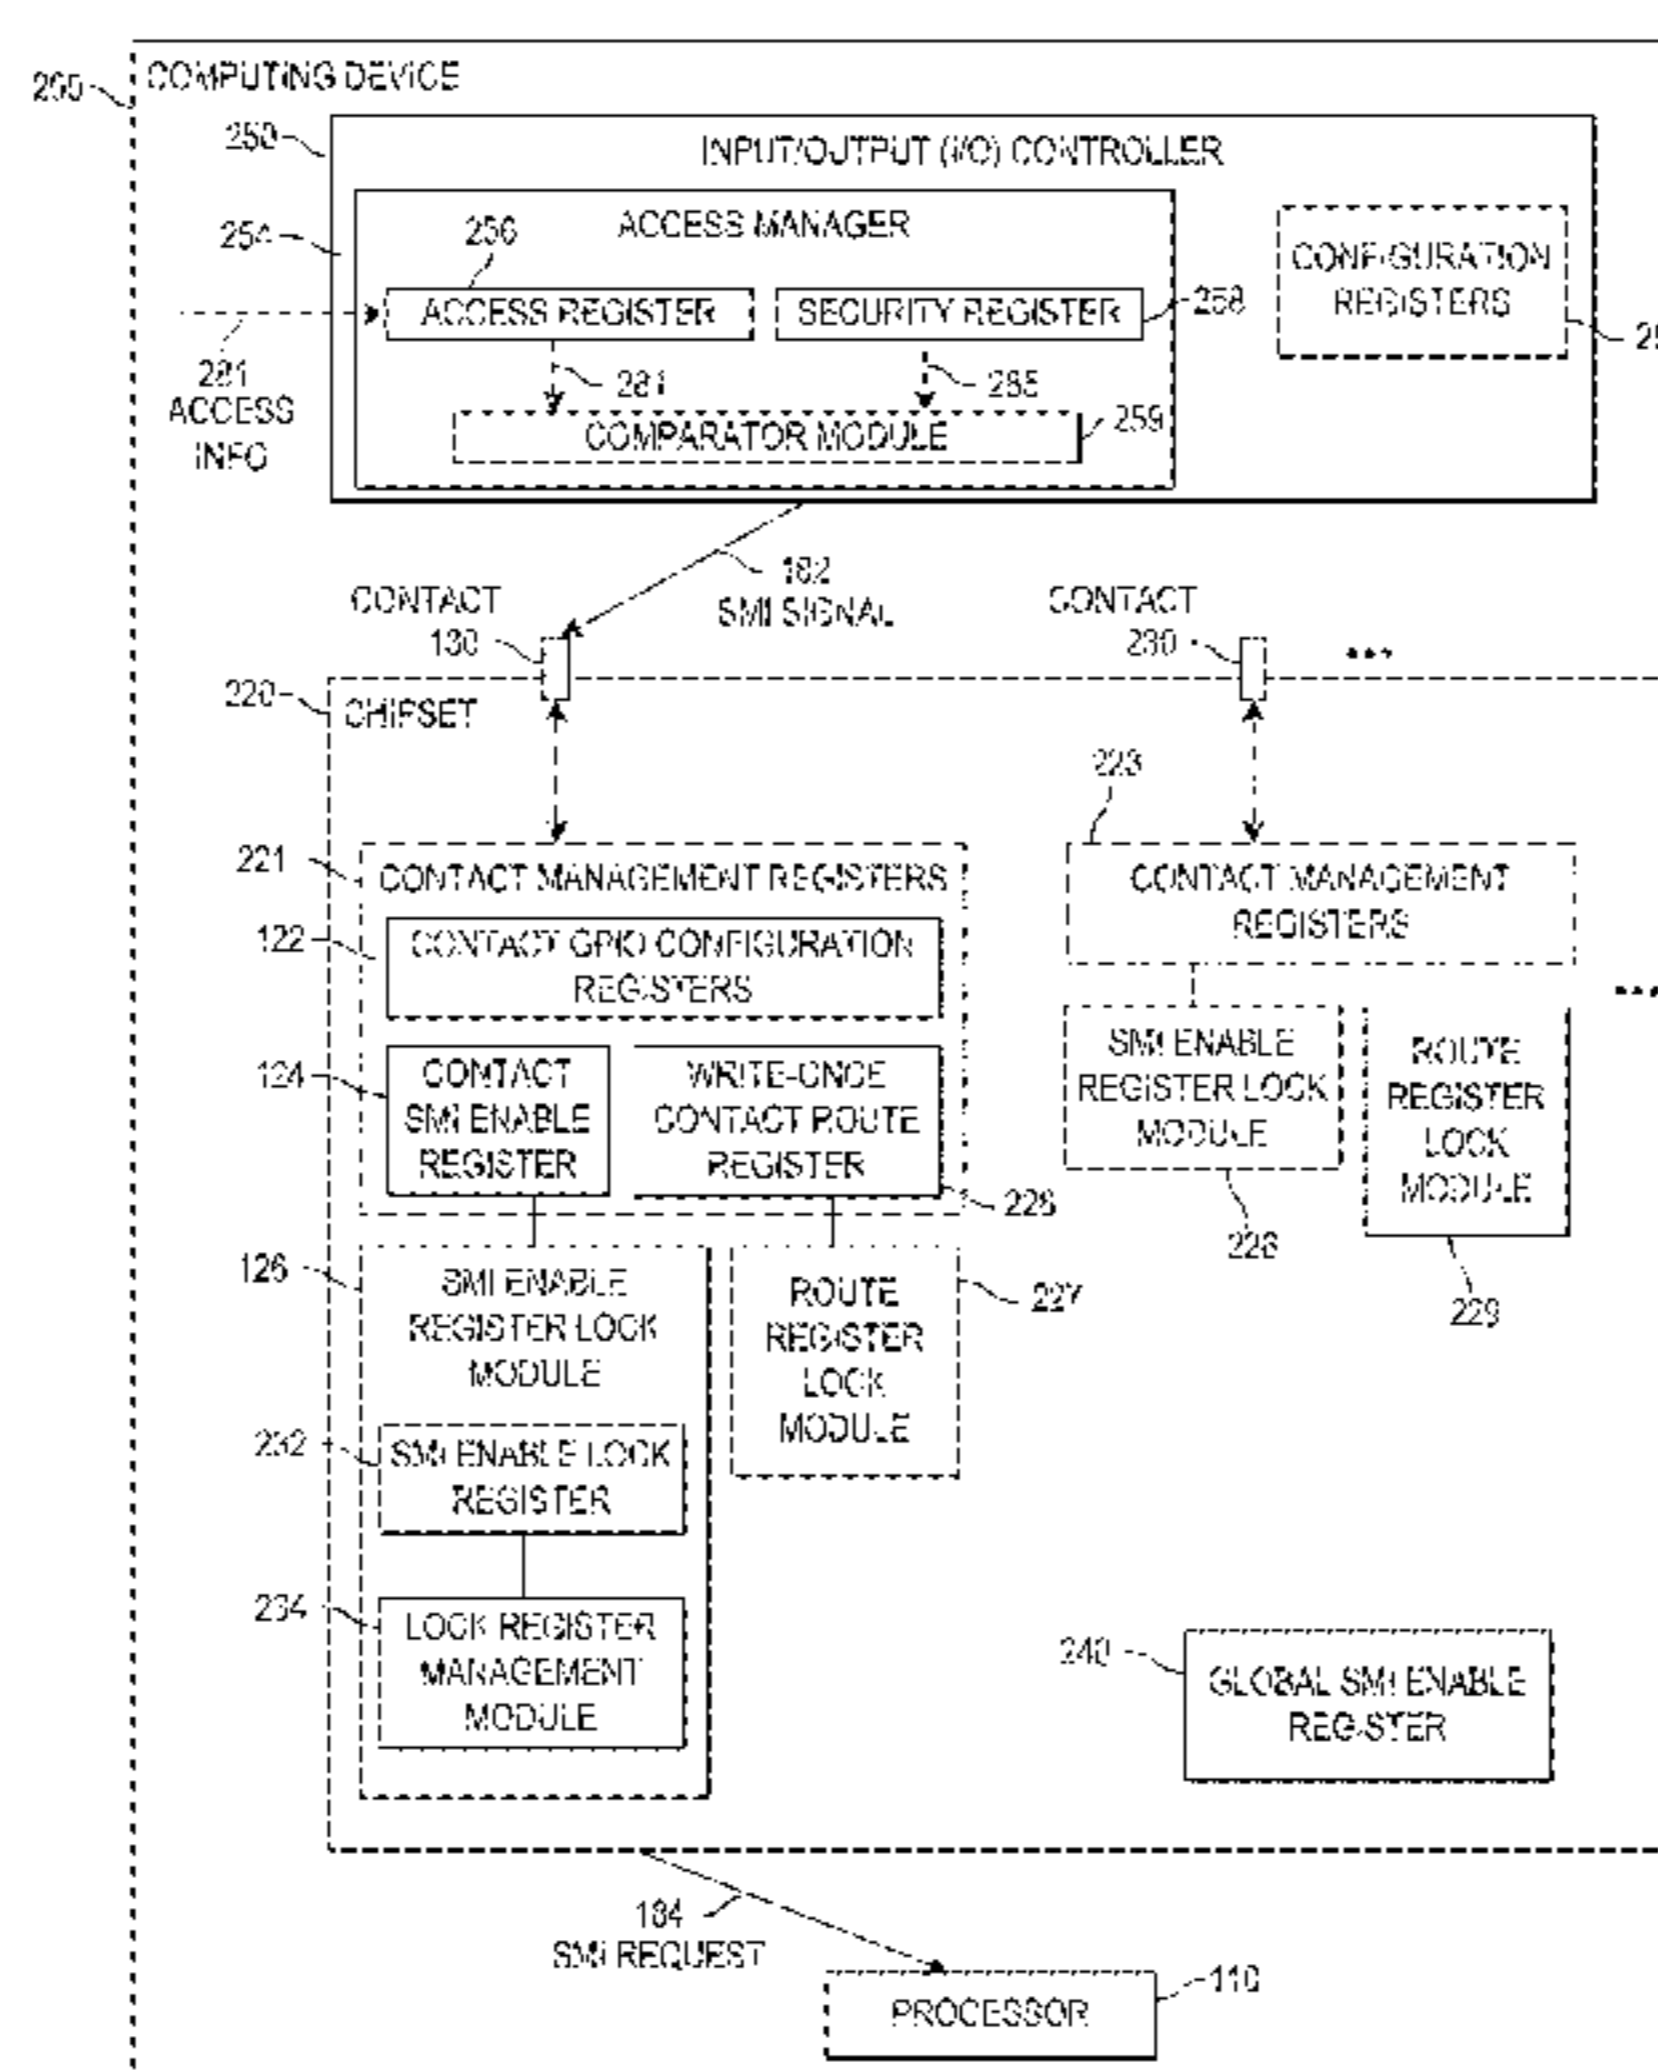 COMPUTING DEVICE
250
INPUT/OUTPUT (I/O) CONTROLLER
254
256
ACCESS MANAGER
CONFIGURATION
REGISTERS
ACCESS REGISTER
SECURITY REGISTER
258
281
ACCESS
INFO
281
285
COMPARATOR MODULE
259
182
SMI SIGNAL
CONTACT
130
CONTACT
230
...
220
CHIPSET
223
221
CONTACT MANAGEMENT REGISTERS
CONTACT MANAGEMENT
REGISTERS
122
CONTACT GPIO CONFIGURATION
REGISTERS
...
124
CONTACT
SMI ENABLE
REGISTER
WRITE-ONCE
CONTACT ROUTE
REGISTER
SMI ENABLE
REGISTER LOCK
MODULE
ROUTE
REGISTER
LOCK
MODULE
229
126
SMI ENABLE
REGISTER LOCK
MODULE
ROUTE
REGISTER
LOCK
MODULE
227
232
SMI ENABLE LOCK
REGISTER
234
LOCK REGISTER
MANAGEMENT
MODULE
240
GLOBAL SMI ENABLE
REGISTER
184
SMI REQUEST
PROCESSOR
110